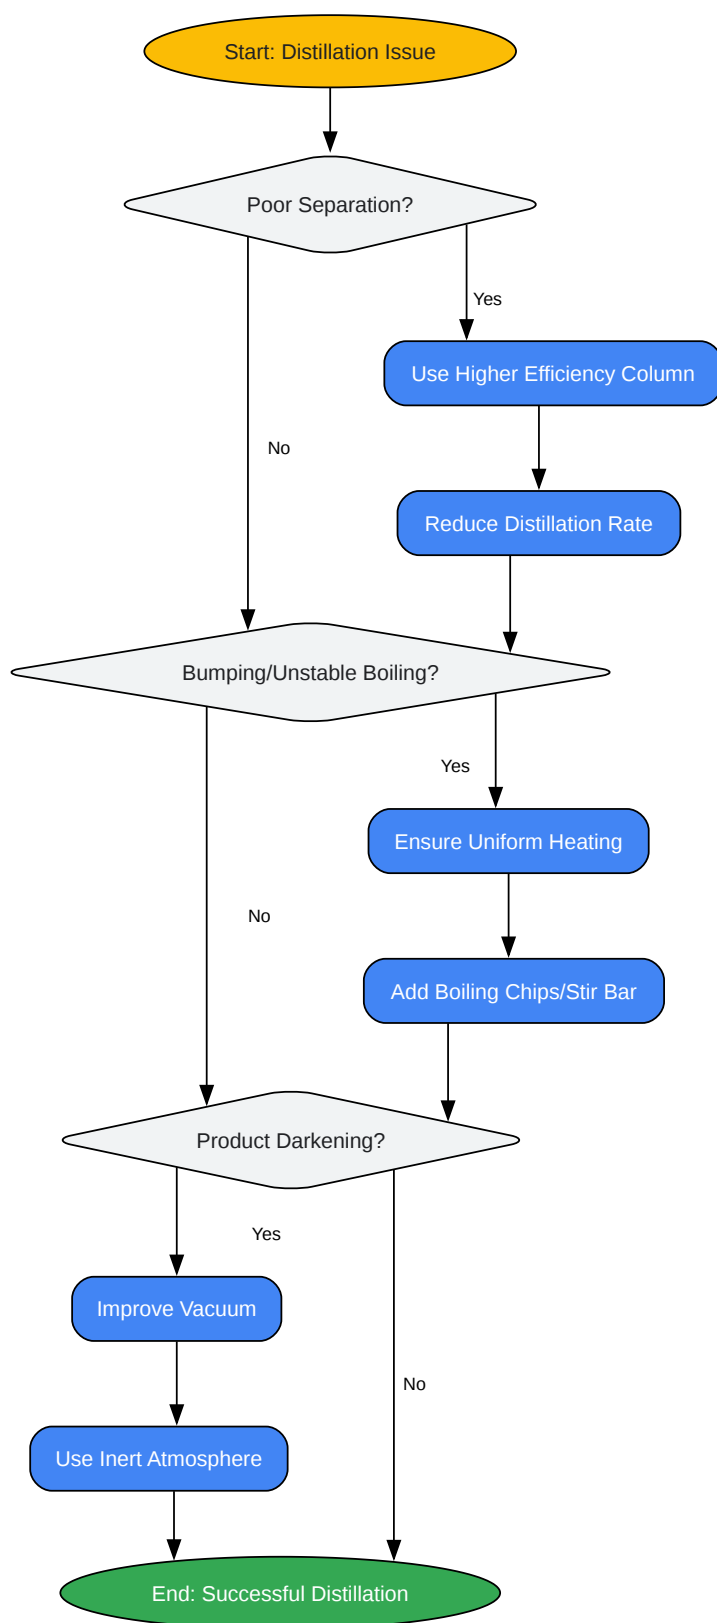 Start: Distillation Issue
Poor Separation?
Yes
Use Higher Efficiency Column
No
Reduce Distillation Rate
Bumping/Unstable Boiling?
Yes
Ensure Uniform Heating
No
Add Boiling Chips/Stir Bar
Product Darkening?
Yes
Improve Vacuum
No
Use Inert Atmosphere
End: Successful Distillation